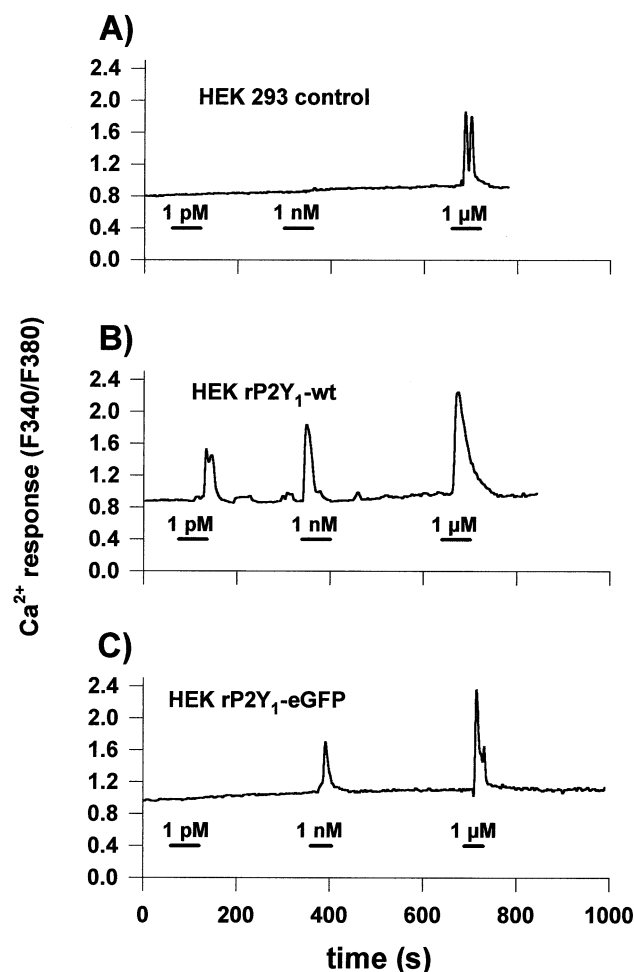 A)
2.4
HEK 293 control
2.0
1.6
1.2
0.8
1 pM 1 nM 1 µM
0.4
0.0
B)
2.4
HEK rP2Y1-wt
2.0
1.6
1.2
0.8
1 pM 1 nM 1 µM
0.4
0.0
Ca2+ response (F340/F380)
C)
2.4
HEK rP2Y1-eGFP
2.0
1.6
1.2
0.8
1 pM 1 nM 1 µM
0.4
0.0
0 200 400 600 800 1000
time (s)